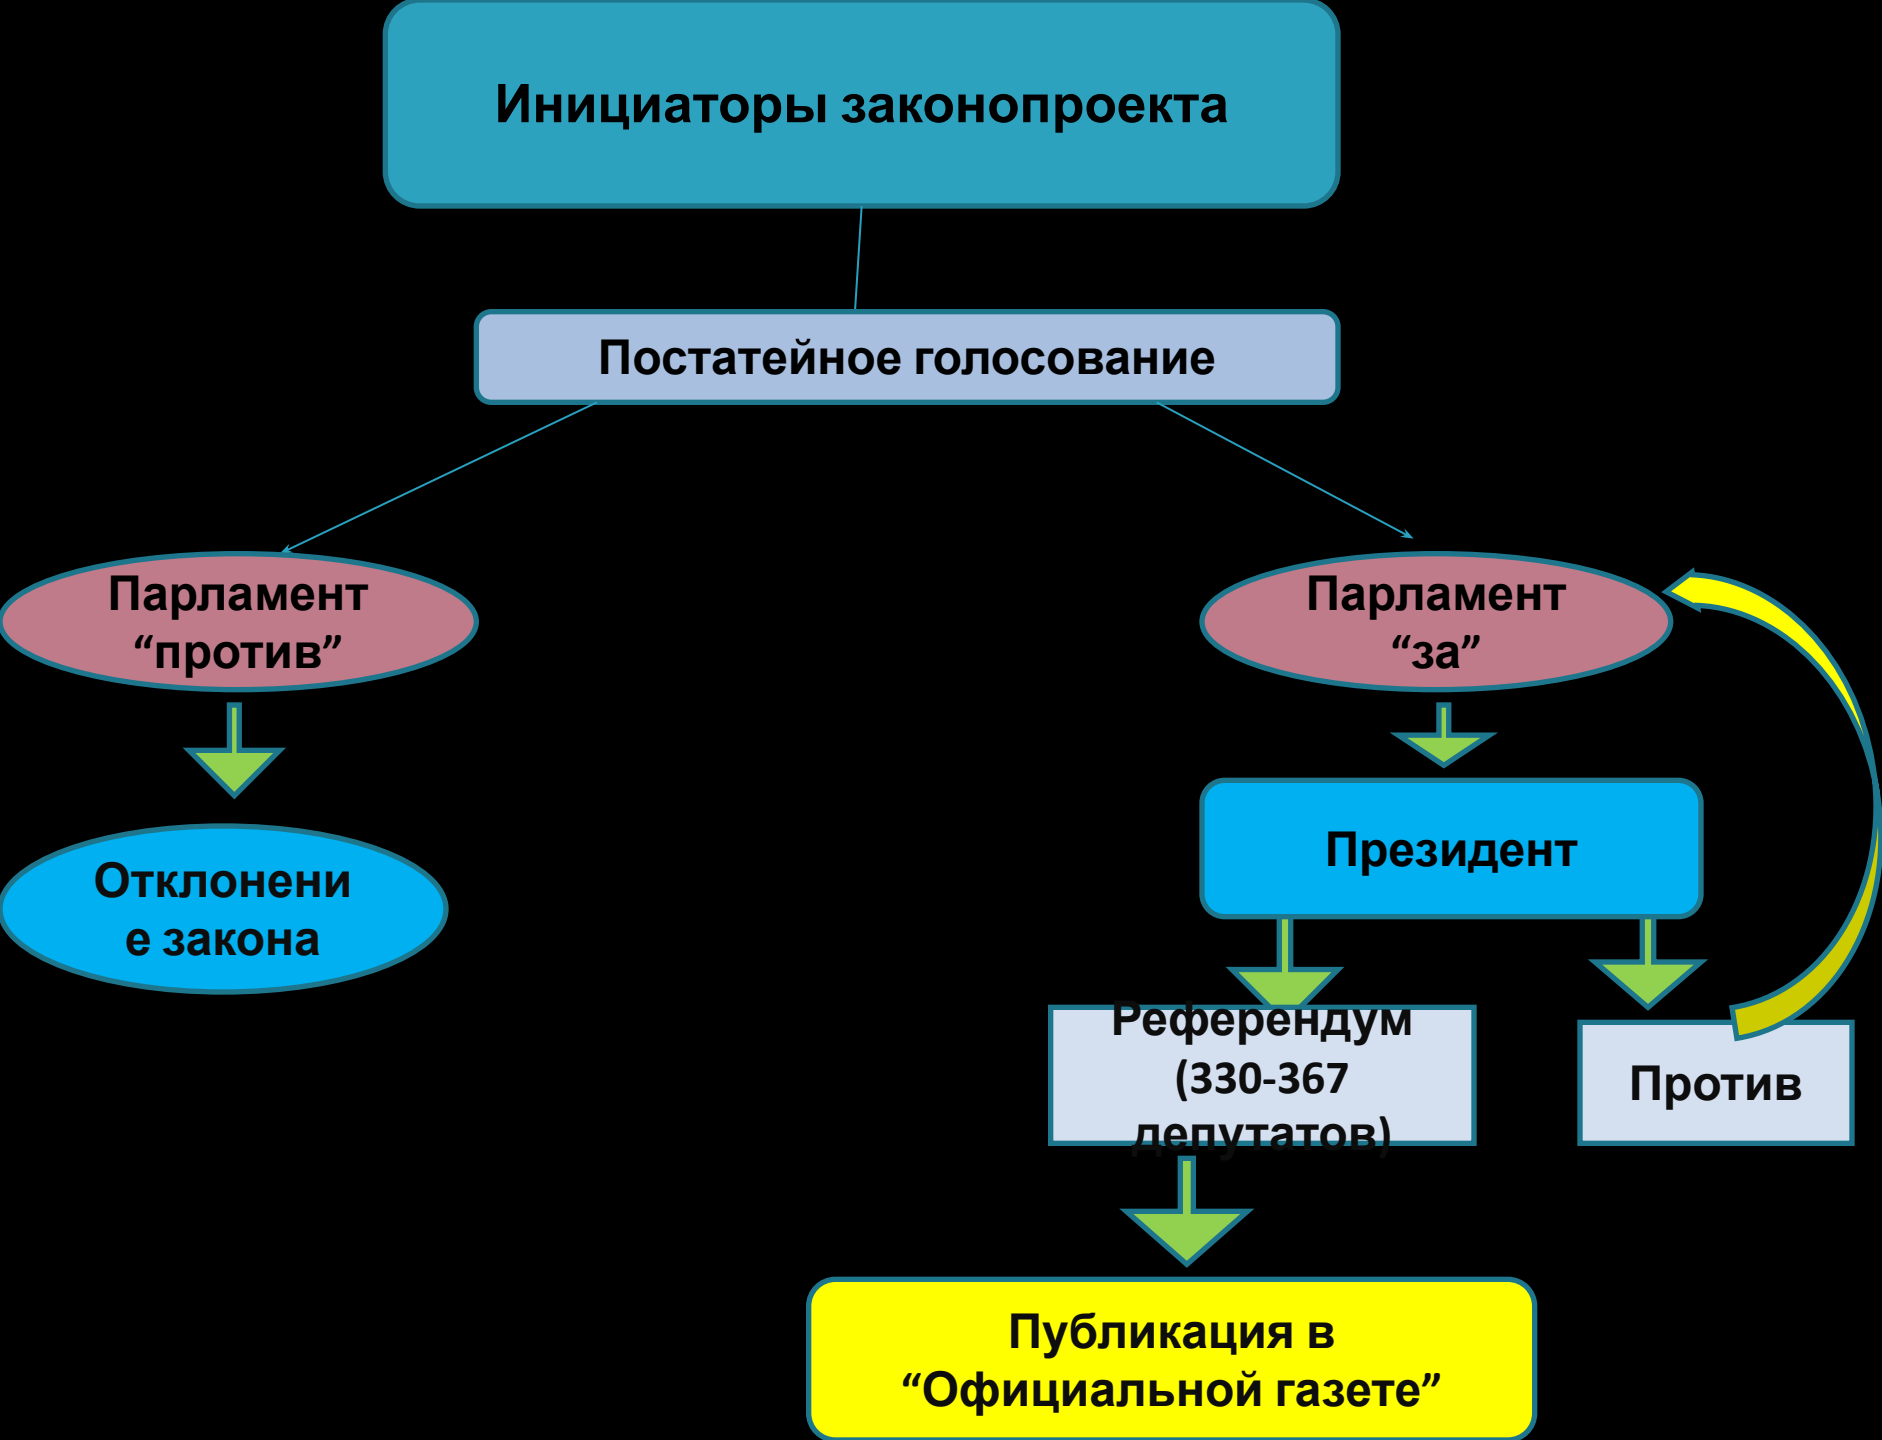 Инициаторы законопроекта
Постатейное голосование
Парламент
“против”
Парламент
“за”
Президент
Отклонени
е закона
Референдум
(330-367
депутатов)
Против
Публикация в
“Официальной газете”